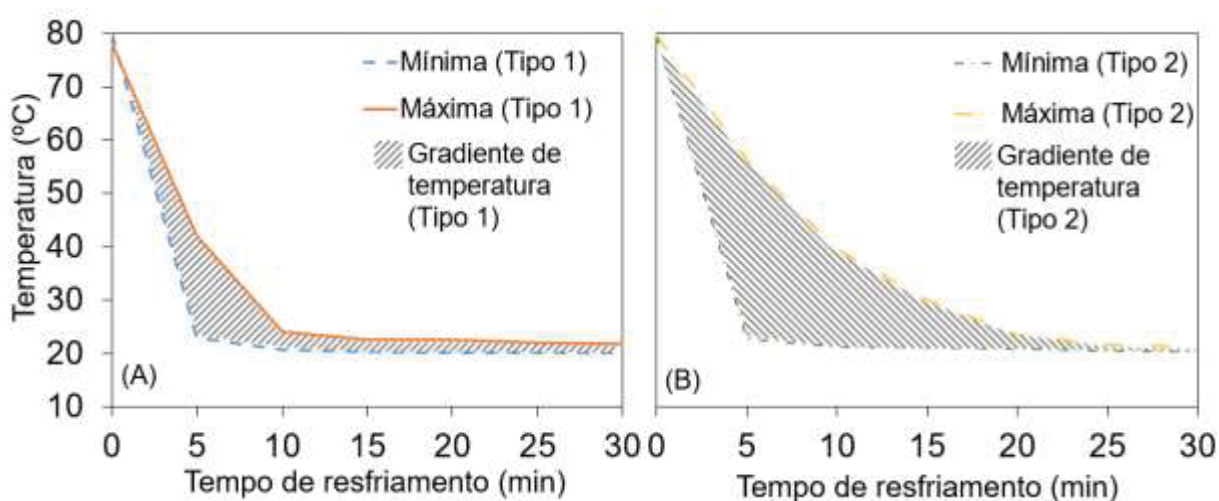 80
70
60
50
40
30
20
10
Temperatura (ºC)
Mínima (Tipo 1)
Máxima (Tipo 1)
Gradiente de
temperatura
(Tipo 1)
(A)
0 5 10 15 20 25 30
Tempo de resfriamento (min)
Mínima (Tipo 2)
Máxima (Tipo 2)
Gradiente de
temperatura
(Tipo 2)
(B)
0 5 10 15 20 25 30
Tempo de resfriamento (min)